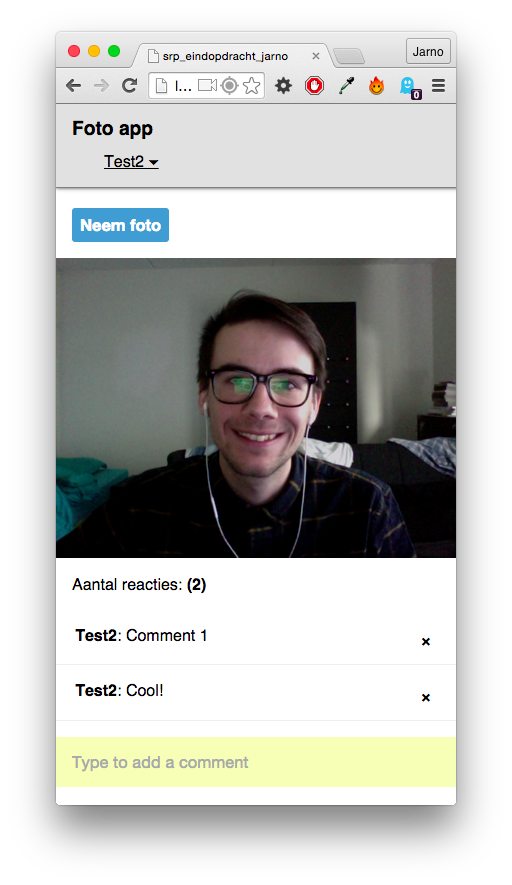 srp_eindopdracht_jarno
Jarno
l...
0
Foto app
Test2
Neem foto
Aantal reacties: (2)
Test2: Comment 1
Test2: Cool!
Type to add a comment